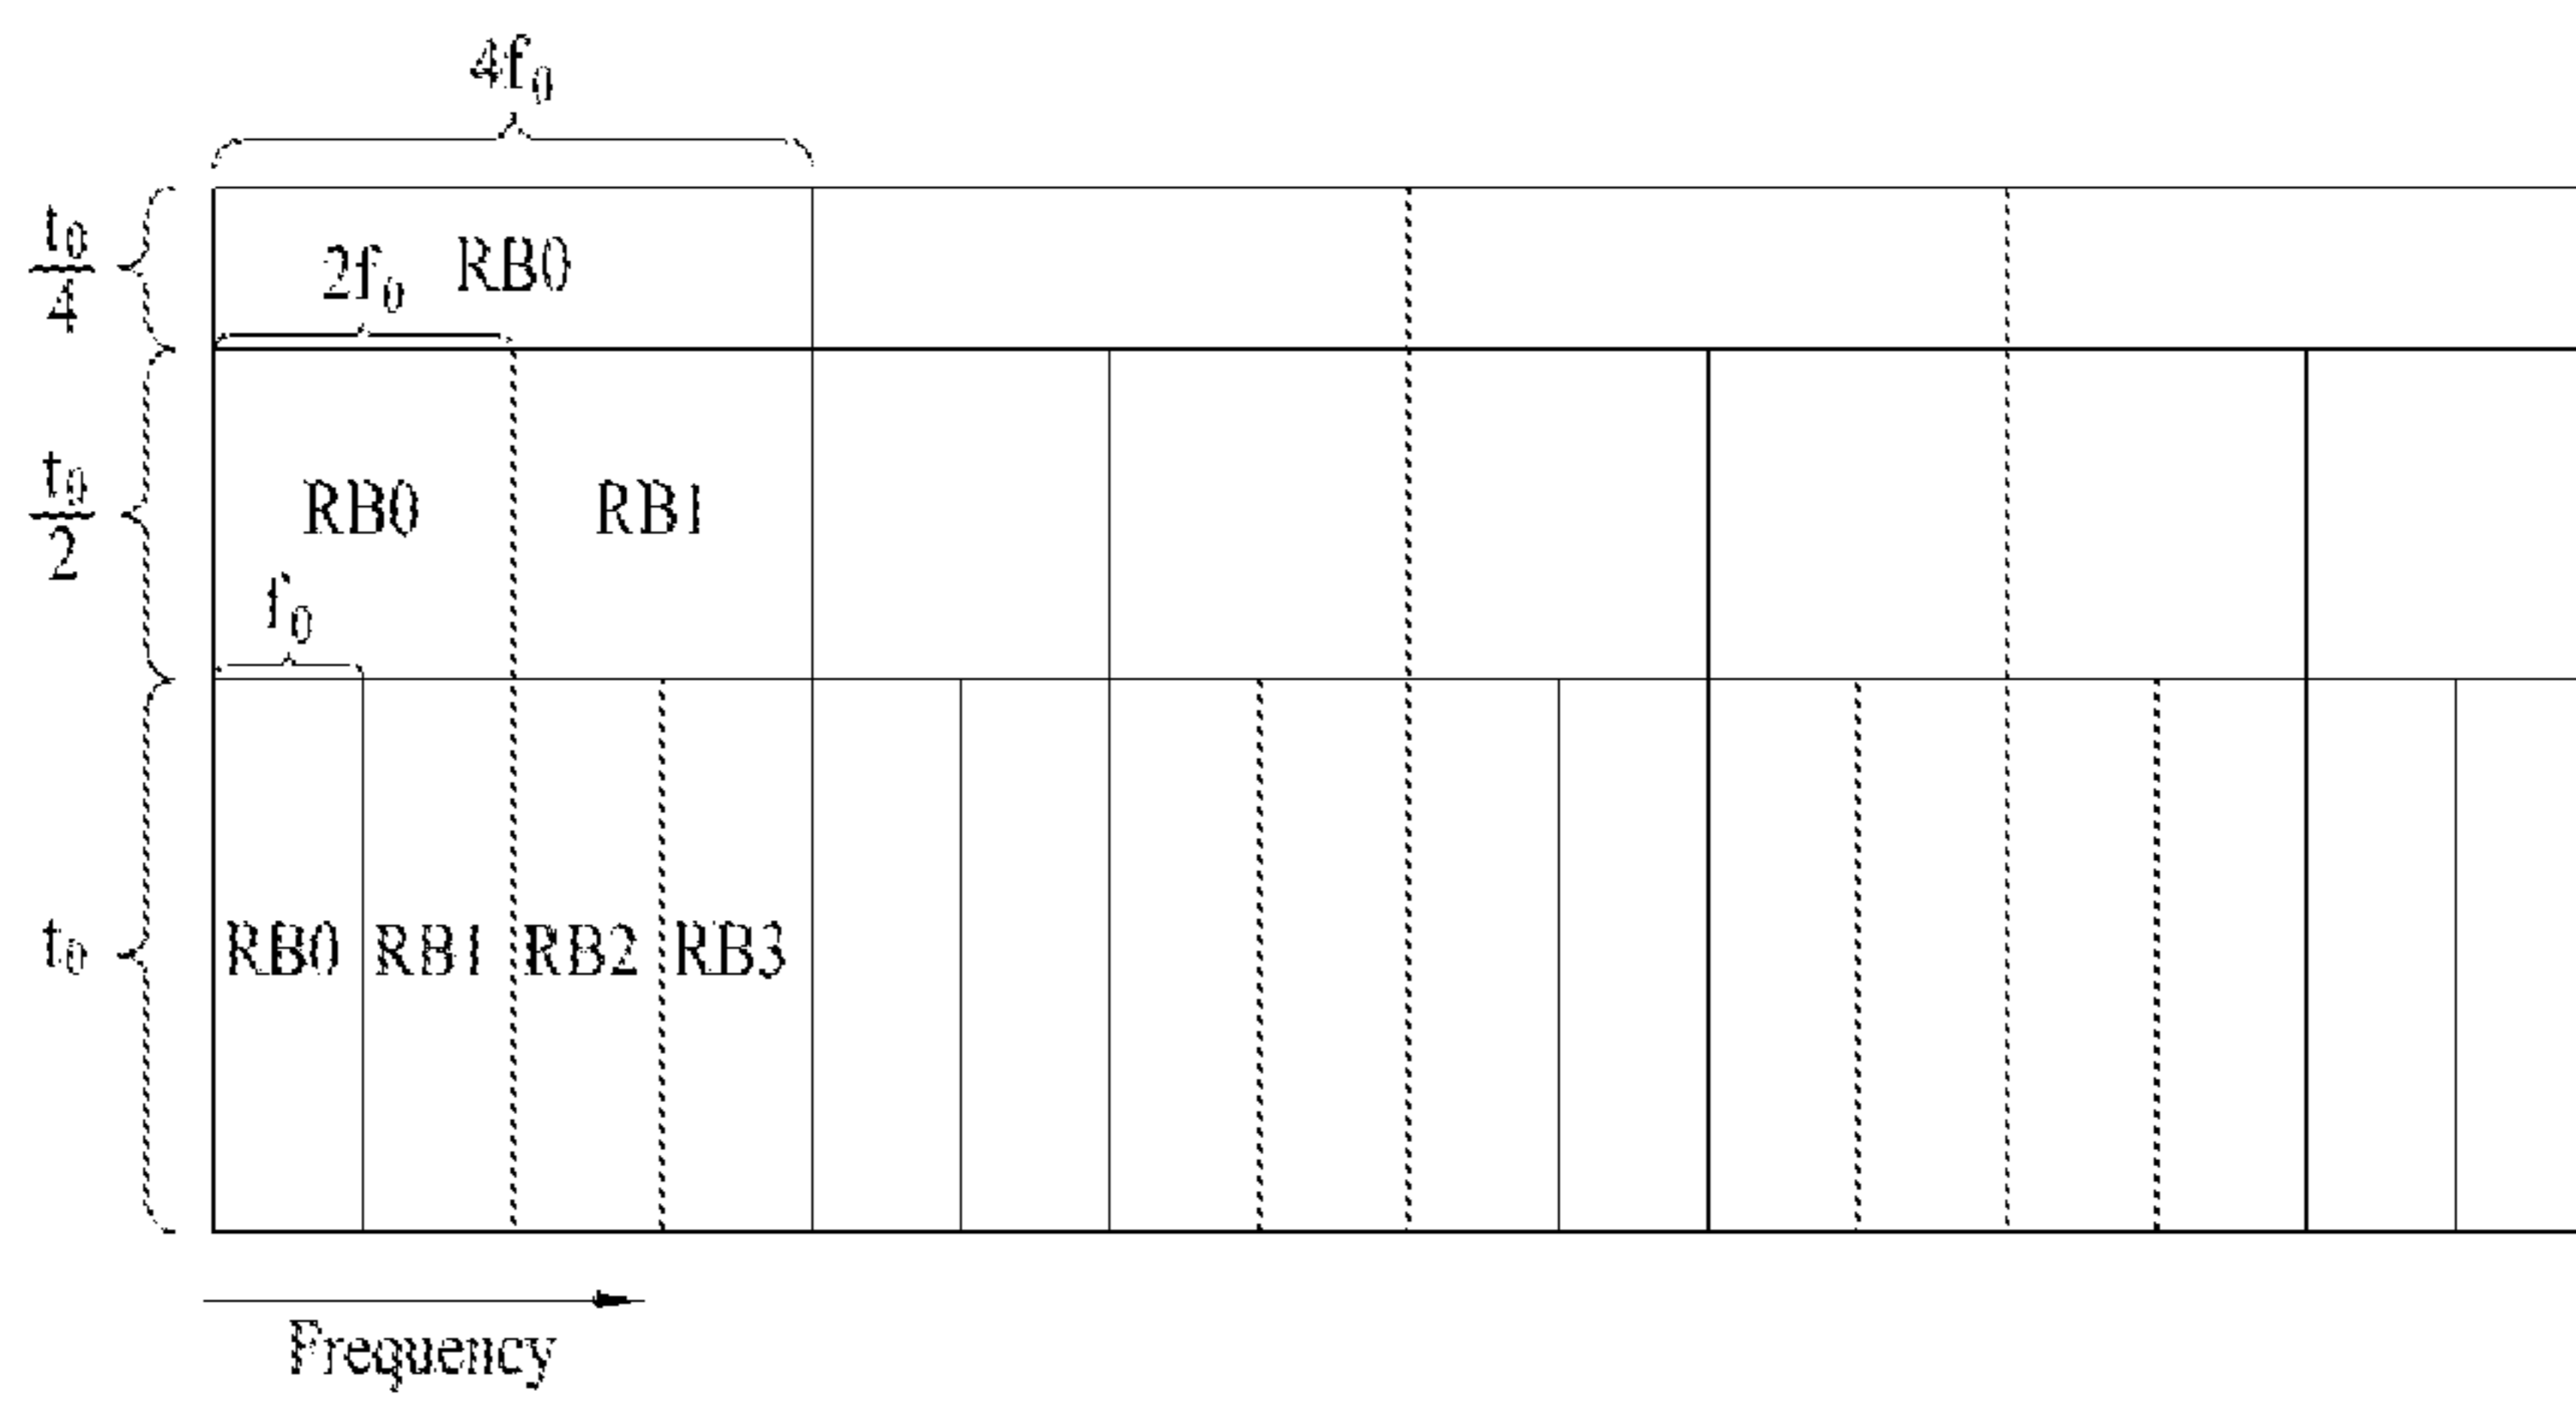 4f₀
t₀/4
2f₀ RB0
t₀/2
RB0 RB1
f₀
t₀
RB0 RB1 RB2 RB3
Frequency